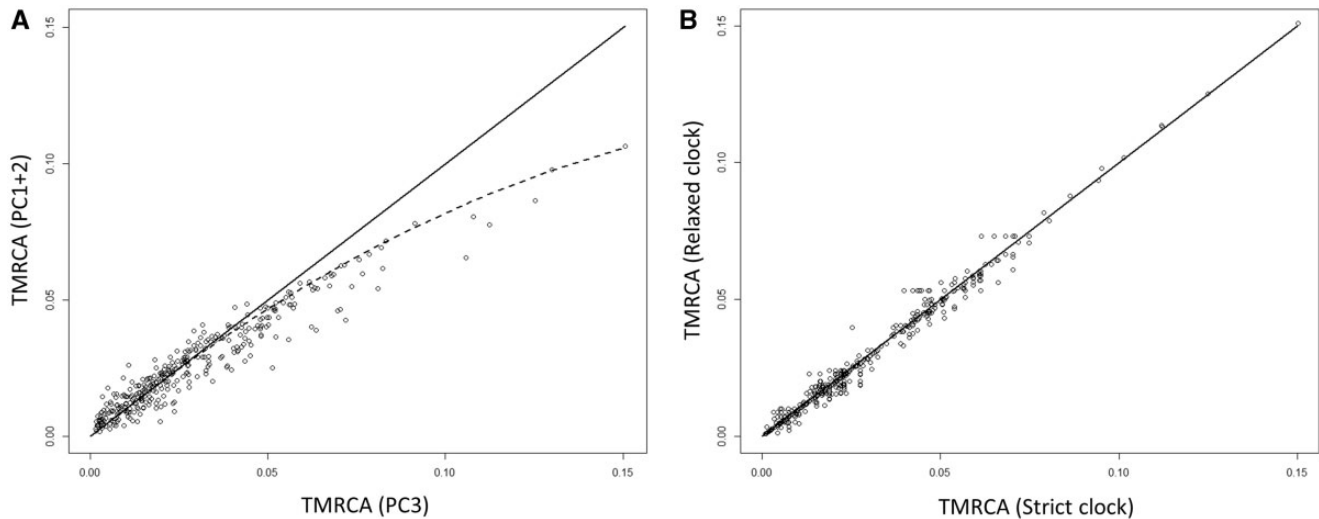 A
0.15
0.10
0.05
0.00
TMRCA (PC1+2)
0.00 0.05 0.10 0.15
TMRCA (PC3)
B
0.15
0.10
0.05
0.00
TMRCA (Relaxed clock)
0.00 0.05 0.10 0.15
TMRCA (Strict clock)